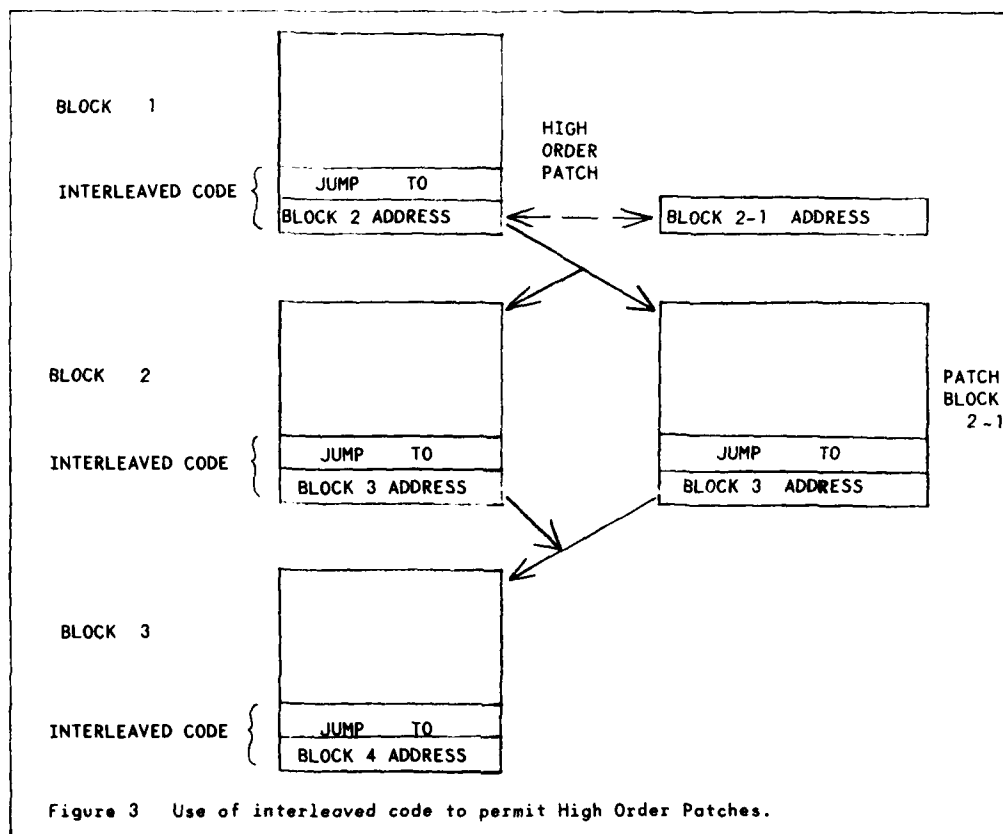 BLOCK 1
HIGH
ORDER
PATCH
INTERLEAVED CODE
JUMP TO
BLOCK 2 ADDRESS
BLOCK 2-1 ADDRESS
BLOCK 2
PATCH
BLOCK
2-1
INTERLEAVED CODE
JUMP TO
BLOCK 3 ADDRESS
JUMP TO
BLOCK 3 ADDRESS
BLOCK 3
INTERLEAVED CODE
JUMP TO
BLOCK 4 ADDRESS
Figure 3 Use of interleaved code to permit High Order Patches.